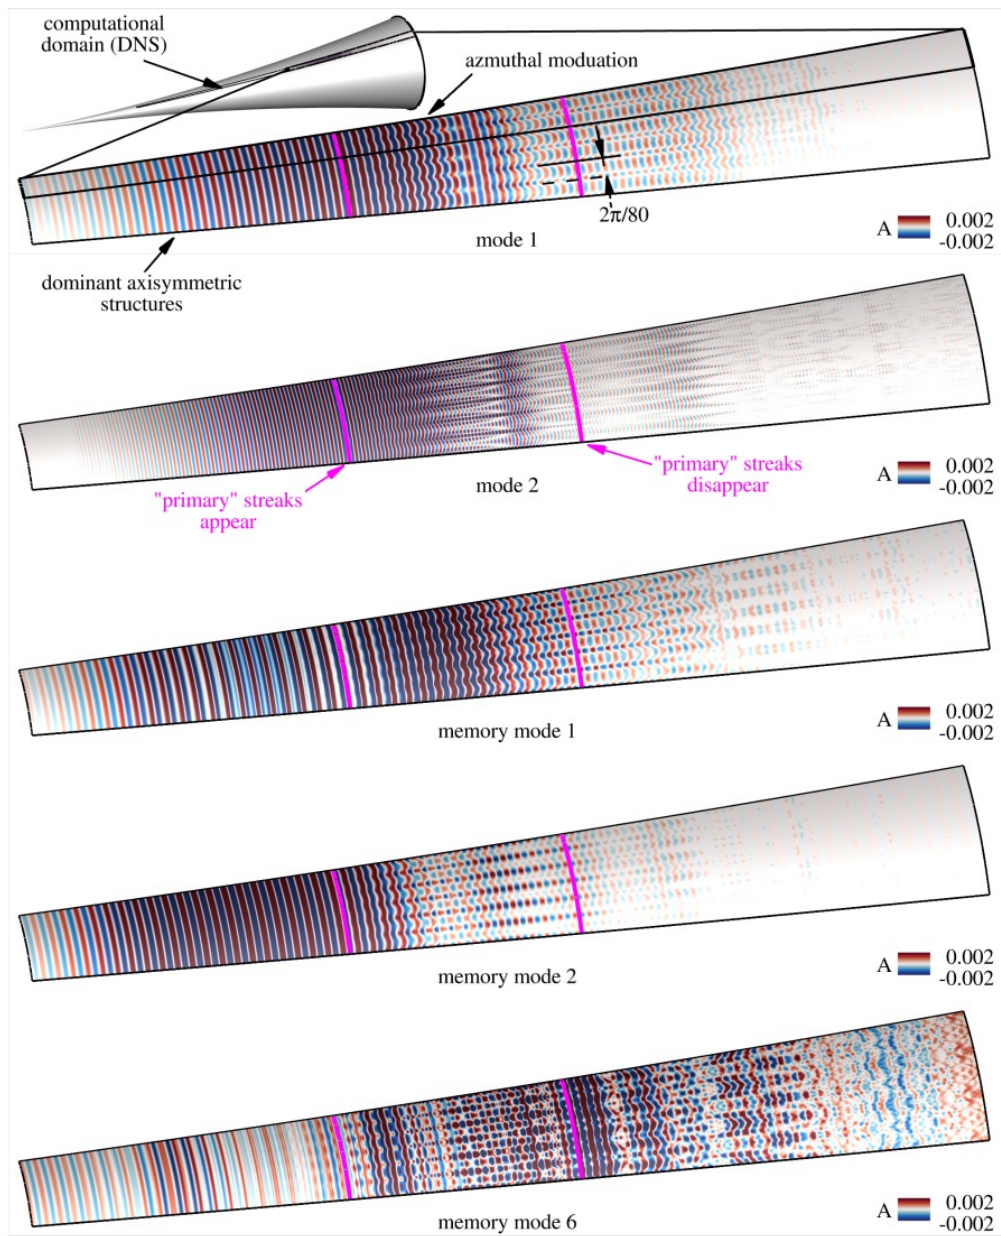 computational
domain (DNS)
azmuthal moduation
2π/80
mode 1
A
0.002
-0.002
dominant axisymmetric
structures
"primary" streaks
appear
mode 2
"primary" streaks
disappear
A
0.002
-0.002
memory mode 1
A
0.002
-0.002
memory mode 2
A
0.002
-0.002
memory mode 6
A
0.002
-0.002